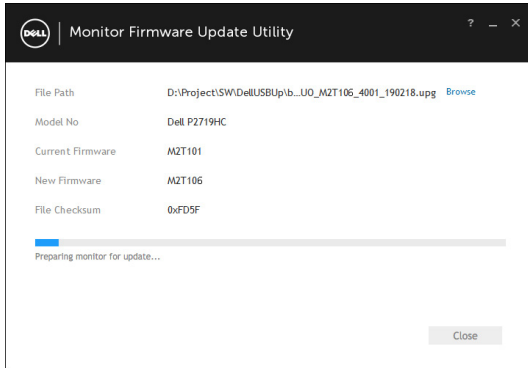 DELL Monitor Firmware Update Utility ? _ ×
File Path D:\Project\SW\DellUSBUp\b...UO_M2T106_4001_190218.upg Browse
Model No Dell P2719HC
Current Firmware M2T101
New Firmware M2T106
File Checksum 0xFD5F
Preparing monitor for update...
Close